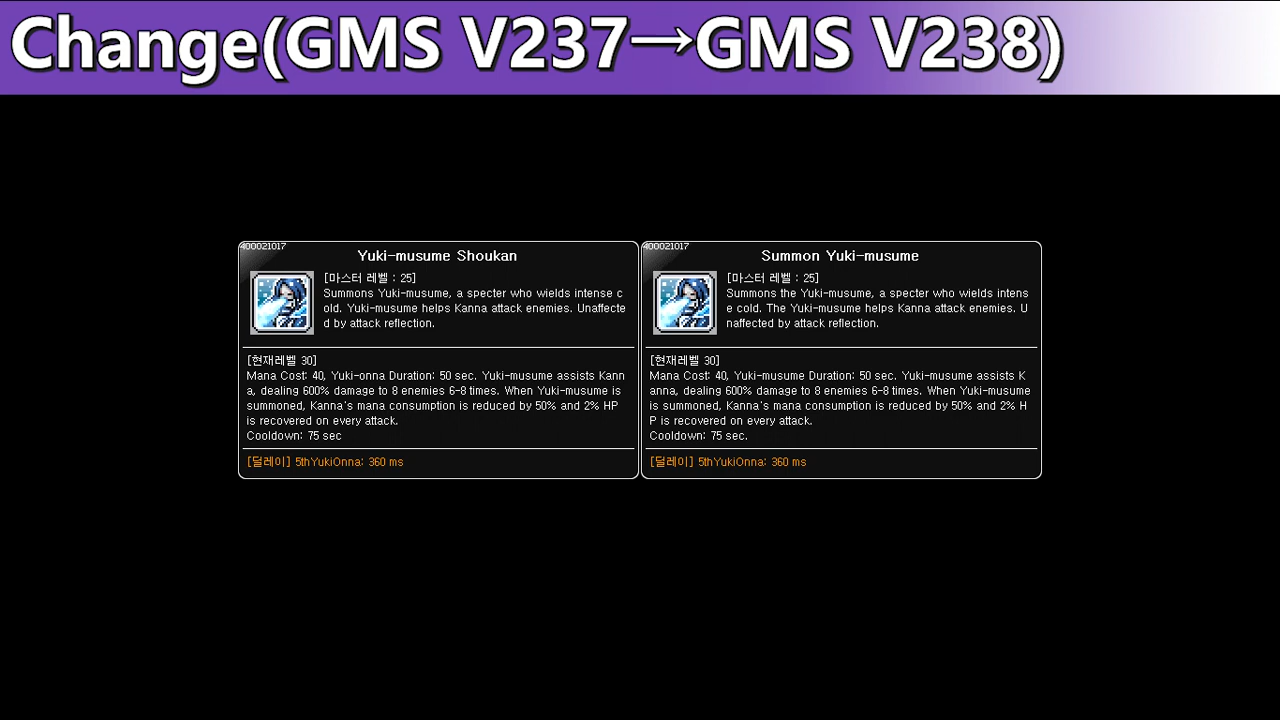 Change(GMS V237→GMS V238)
400021017
Yuki-musume Shoukan
[마스터 레벨 : 25]
Summons Yuki-musume, a specter who wields intense c
old. Yuki-musume helps Kanna attack enemies. Unaffecte
d by attack reflection.
[현재레벨 30]
Mana Cost: 40, Yuki-onna Duration: 50 sec. Yuki-musume assists Kann
a, dealing 600% damage to 8 enemies 6-8 times. When Yuki-musume is
summoned, Kanna's mana consumption is reduced by 50% and 2% HP
is recovered on every attack.
Cooldown: 75 sec
[딜레이] 5thYukiOnna: 360 ms
400021017
Summon Yuki-musume
[마스터 레벨 : 25]
Summons the Yuki-musume, a specter who wields intens
e cold. The Yuki-musume helps Kanna attack enemies. U
naffected by attack reflection.
[현재레벨 30]
Mana Cost: 40, Yuki-musume Duration: 50 sec. Yuki-musume assists K
anna, dealing 600% damage to 8 enemies 6-8 times. When Yuki-musume
is summoned, Kanna's mana consumption is reduced by 50% and 2% H
P is recovered on every attack.
Cooldown: 75 sec.
[딜레이] 5thYukiOnna: 360 ms